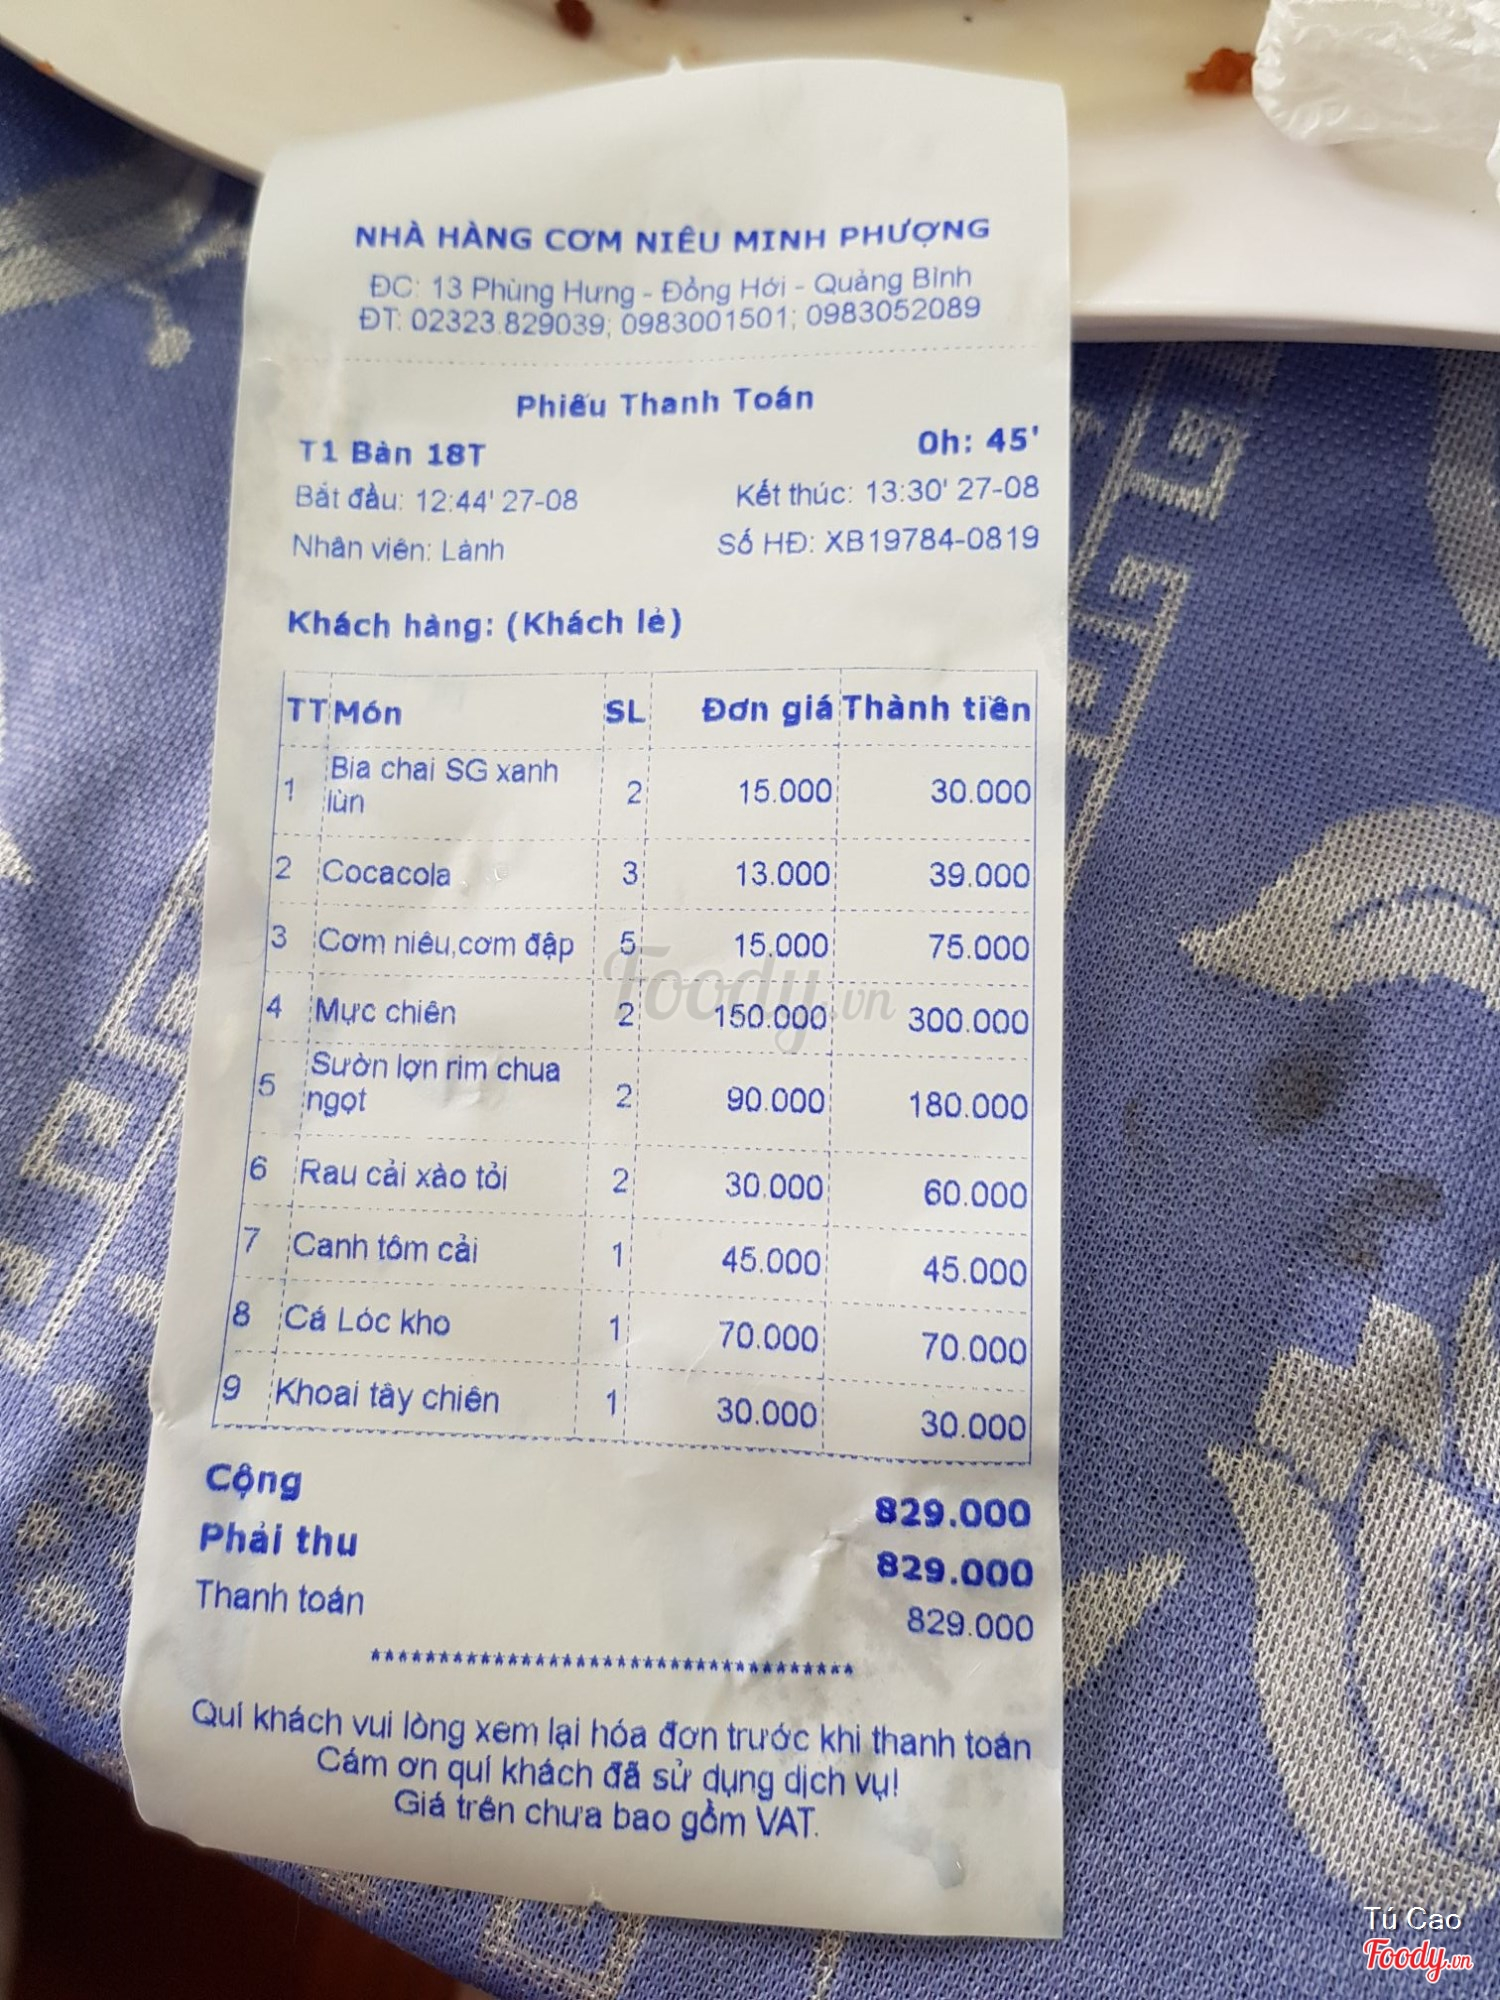 NHÀ HÀNG CƠM NIÊU MINH PHƯỢNG
ĐC: 13 Phùng Hưng - Đồng Hới - Quảng Bình
ĐT: 02323.829039; 0983001501; 0983052089
Phiếu Thanh Toán
T1 Bàn 18T 0h: 45'
Bắt đầu: 12:44' 27-08 Kết thúc: 13:30' 27-08
Nhân viên: Lành Số HĐ: XB19784-0819
Khách hàng: (Khách lẻ)
TT Món SL Đơn giá Thành tiền
1 Bia chai SG xanh lùn 2 15.000 30.000
2 Cocacola 3 13.000 39.000
3 Cơm niêu,cơm đập 5 15.000 75.000
4 Mực chiên 2 150.000 300.000
5 Sườn lợn rim chua ngọt 2 90.000 180.000
6 Rau cải xào tỏi 2 30.000 60.000
7 Canh tôm cải 1 45.000 45.000
8 Cá Lóc kho 1 70.000 70.000
9 Khoai tây chiên 1 30.000 30.000
Cộng 829.000
Phải thu 829.000
Thanh toán 829.000
************************************
Quí khách vui lòng xem lại hóa đơn trước khi thanh toán
Cám ơn quí khách đã sử dụng dịch vụ!
Giá trên chưa bao gồm VAT.
Foody.vn
Tú Cao
Foody.vn